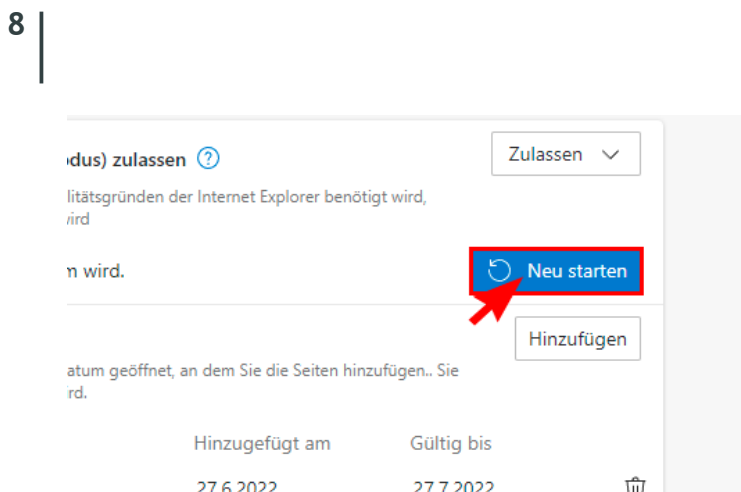 8
odus) zulassen
Zulassen
litätsgründen der Internet Explorer benötigt wird,
vird
m wird.
Neu starten
Hinzufügen
atum geöffnet, an dem Sie die Seiten hinzufügen.. Sie
rd.
Hinzugefügt am Gültig bis
27.6.2022 27.7.2022